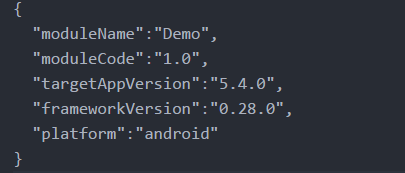 {
"moduleName":"Demo",
"moduleCode":"1.0",
"targetAppVersion":"5.4.0",
"frameworkVersion":"0.28.0",
"platform":"android"
}